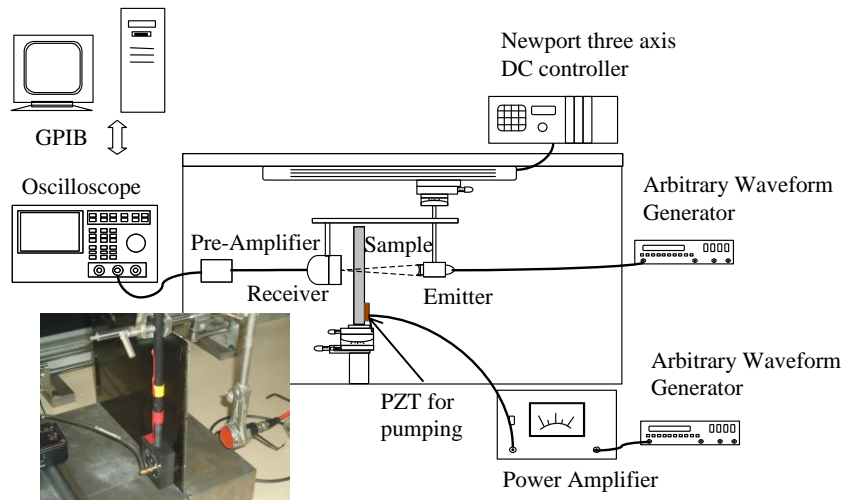 Newport three axis
DC controller
GPIB
Oscilloscope
Arbitrary Waveform
Generator
Pre-Amplifier
Sample
Receiver
Emitter
Arbitrary Waveform
Generator
PZT for
pumping
Power Amplifier